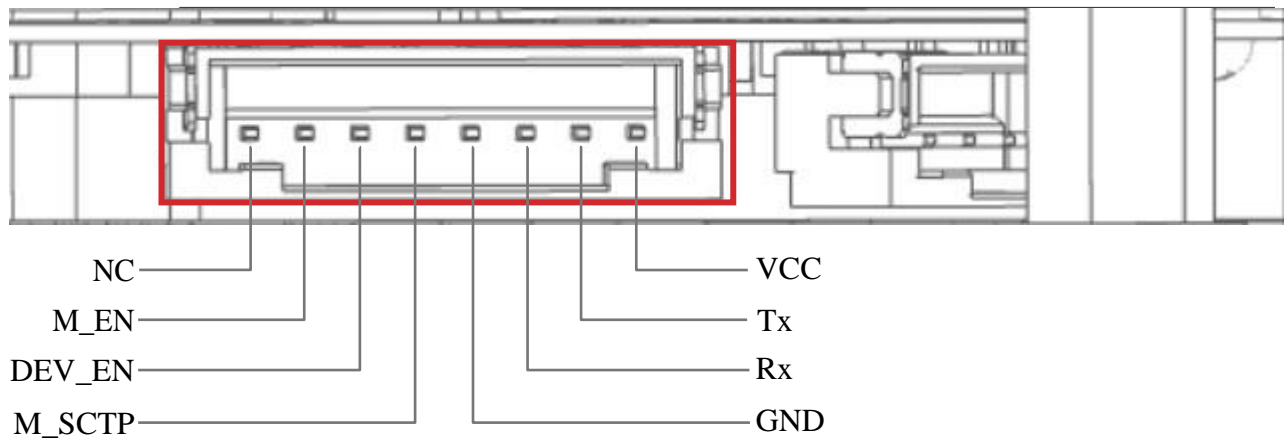 NC
VCC
M_EN
Tx
DEV_EN
Rx
M_SCTP
GND